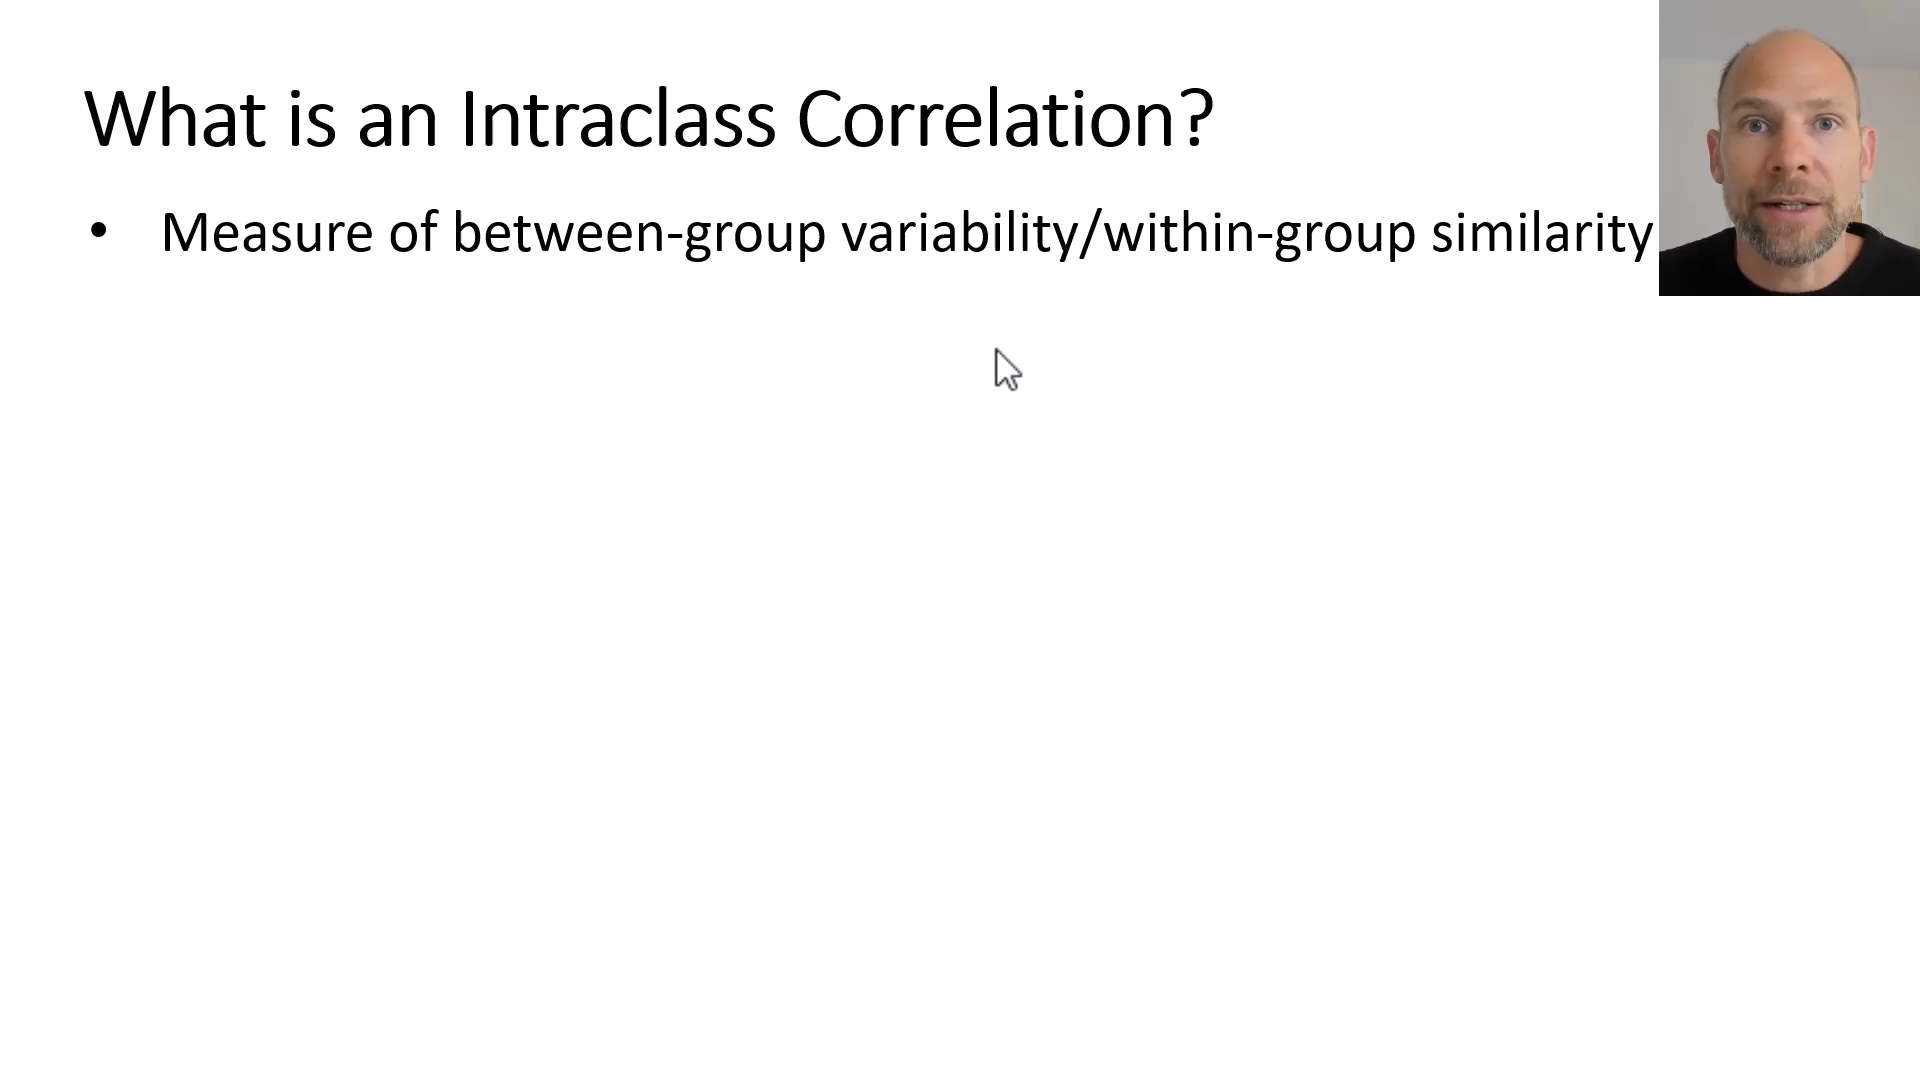 What is an Intraclass Correlation?
• Measure of between-group variability/within-group similarity